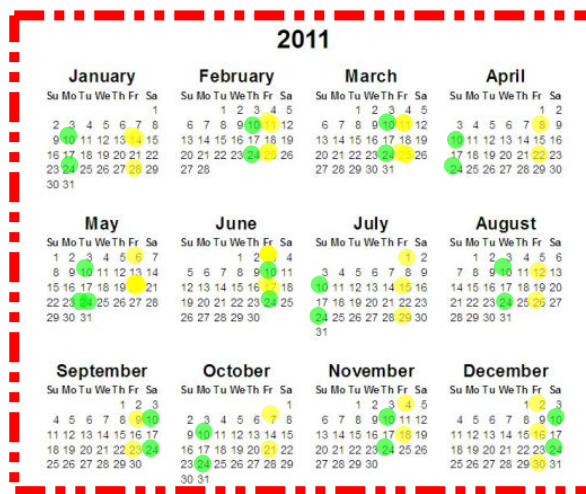 2011
January
Su Mo Tu We Th Fr Sa
1
2 3 4 5 6 7 8
9 10 11 12 13 14 15
16 17 18 19 20 21 22
23 24 25 26 27 28 29
30 31
February
Su Mo Tu We Th Fr Sa
1 2 3 4 5
6 7 8 9 10 11 12
13 14 15 16 17 18 19
20 21 22 23 24 25 26
27 28
March
Su Mo Tu We Th Fr Sa
1 2 3 4 5
6 7 8 9 10 11 12
13 14 15 16 17 18 19
20 21 22 23 24 25 26
27 28 29 30 31
April
Su Mo Tu We Th Fr Sa
1 2
3 4 5 6 7 8 9
10 11 12 13 14 15 16
17 18 19 20 21 22 23
24 25 26 27 28 29 30
May
Su Mo Tu We Th Fr Sa
1 2 3 4 5 6 7
8 9 10 11 12 13 14
15 16 17 18 19 21
22 23 24 25 26 27 28
29 30 31
June
Su Mo Tu We Th Fr Sa
1 2 4
5 6 7 8 9 10 11
12 13 14 15 16 17 18
19 20 21 22 23 24 25
26 27 28 29 30
July
Su Mo Tu We Th Fr Sa
1 2
3 4 5 6 7 8 9
10 11 12 13 14 15 16
17 18 19 20 21 22 23
24 25 26 27 28 29 30
31
August
Su Mo Tu We Th Fr Sa
1 2 3 4 5 6
7 8 9 10 11 12 13
14 15 16 17 18 19 20
21 22 23 24 25 26 27
28 29 30 31
September
Su Mo Tu We Th Fr Sa
1 2 3
4 5 6 7 8 9 10
11 12 13 14 15 16 17
18 19 20 21 22 23 24
25 26 27 28 29 30
October
Su Mo Tu We Th Fr Sa
1
2 3 4 5 6 7 8
9 10 11 12 13 14 15
16 17 18 19 20 21 22
23 24 25 26 27 28 29
30 31
November
Su Mo Tu We Th Fr Sa
1 2 3 4 5
6 7 8 9 10 11 12
13 14 15 16 17 18 19
20 21 22 23 24 25 26
27 28 29 30
December
Su Mo Tu We Th Fr Sa
1 2 3
4 5 6 7 8 9 10
11 12 13 14 15 16 17
18 19 20 21 22 23 24
25 26 27 28 29 30 31